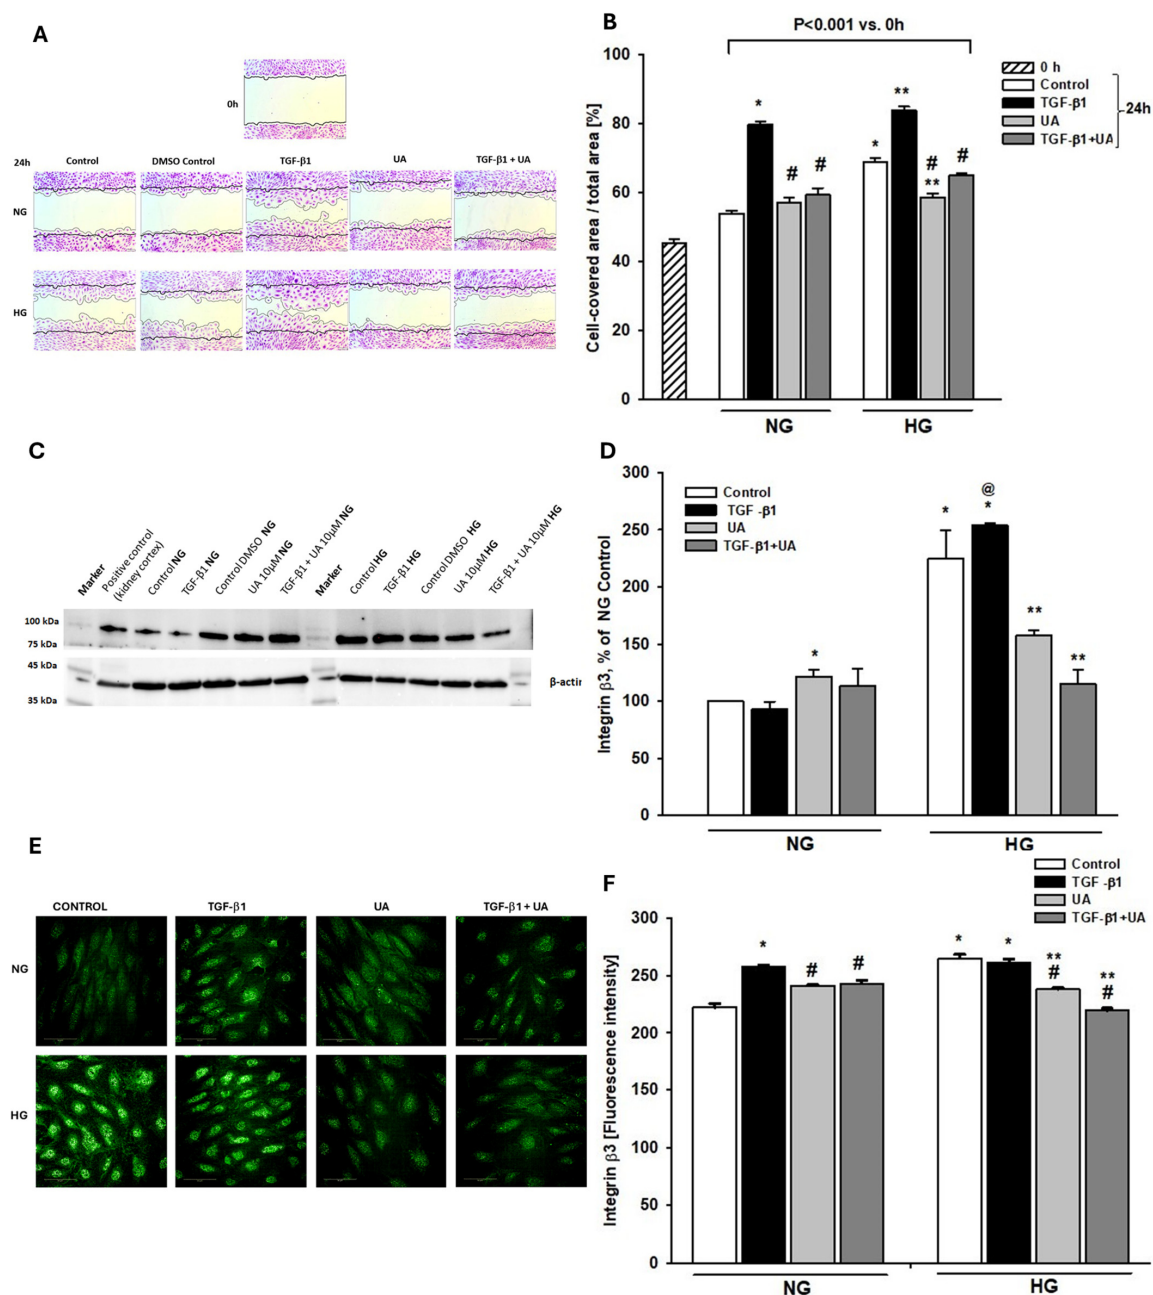 A
0h
24h
Control
DMSO Control
TGF-β1
UA
TGF-β1 + UA
NG
HG
B
P<0.001 vs. 0h
Cell-covered area / total area [%]
100
80
60
40
20
0
*
#
#
*
**
#
**
#
NG
HG
0 h
Control
TGF-β1
UA
TGF-β1+UA
24h
C
Marker
Positive control
(kidney cortex)
Control NG
TGF-β1 NG
Control DMSO NG
UA 10µM NG
TGF-β1 + UA 10µM NG
Marker
Control HG
TGF-β1 HG
Control DMSO HG
UA 10µM HG
TGF-β1 + UA 10µM HG
100 kDa
75 kDa
45 kDa
35 kDa
β-actir
D
Integrin β3, % of NG Control
300
250
200
150
100
50
0
Control
TGF -β1
UA
TGF-β1+UA
*
*
@
*
**
**
NG
HG
E
CONTROL
TGF-β1
UA
TGF-β1 + UA
NG
HG
F
Control
TGF -β1
UA
TGF-β1+UA
Integrin β3 [Fluorescence intensity]
300
250
200
150
100
50
0
*
#
#
*
*
**
#
**
#
NG
HG